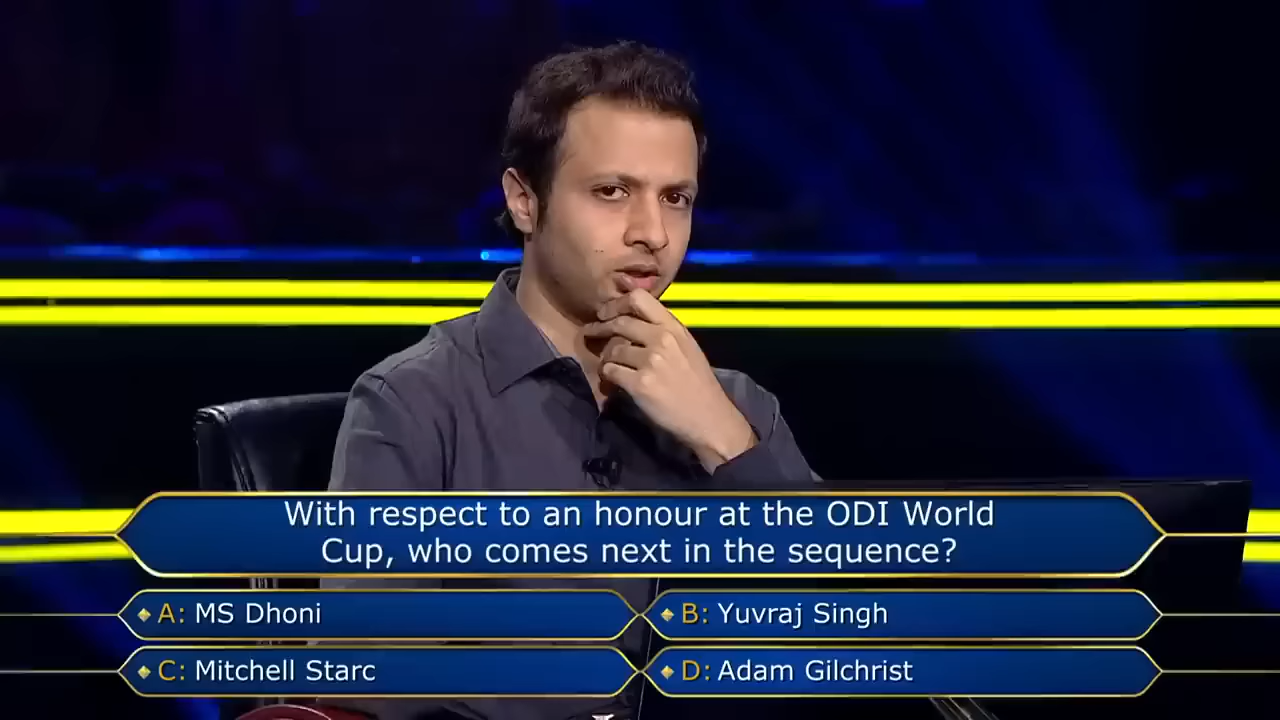 With respect to an honour at the ODI World
Cup, who comes next in the sequence?
A: MS Dhoni
B: Yuvraj Singh
C: Mitchell Starc
D: Adam Gilchrist